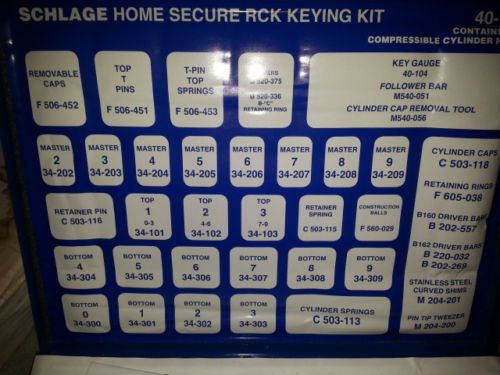 SCHLAGE HOME SECURE RCK KEYING KIT
40-
CONTAINS
COMPRESSIBLE CYLINDER
REMOVABLE
CAPS
F 506-452
TOP
T
PINS
F 506-451
T-PIN
TOP
SPRINGS
F 506-453
B 520-375
B 520-336
B-"C"
RETAINING RING
KEY GAUGE
40-104
FOLLOWER BAR
M540-051
CYLINDER CAP REMOVAL TOOL
M540-056
MASTER
2
34-202
MASTER
3
34-203
MASTER
4
34-204
MASTER
5
34-205
MASTER
6
34-206
MASTER
7
34-207
MASTER
8
34-208
MASTER
9
34-209
CYLINDER CAPS
C 503-118
RETAINING RINGS
F 605-038
B160 DRIVER BARS
B 202-557
B162 DRIVER BARS
B 220-032
B 202-269
STAINLESS STEEL
CURVED SHIMS
M 204-201
PIN TIP TWEEZER
M 204-200
RETAINER PIN
C 503-116
TOP
1
0-3
34-101
TOP
2
4-6
34-102
TOP
3
7-9
34-103
RETAINER
SPRING
C 503-115
CONSTRUCTION
BALLS
F 560-029
BOTTOM
4
34-304
BOTTOM
5
34-305
BOTTOM
6
34-306
BOTTOM
7
34-307
BOTTOM
8
34-308
BOTTOM
9
34-309
BOTTOM
0
34-300
BOTTOM
1
34-301
BOTTOM
2
34-302
BOTTOM
3
34-303
CYLINDER SPRINGS
C 503-113